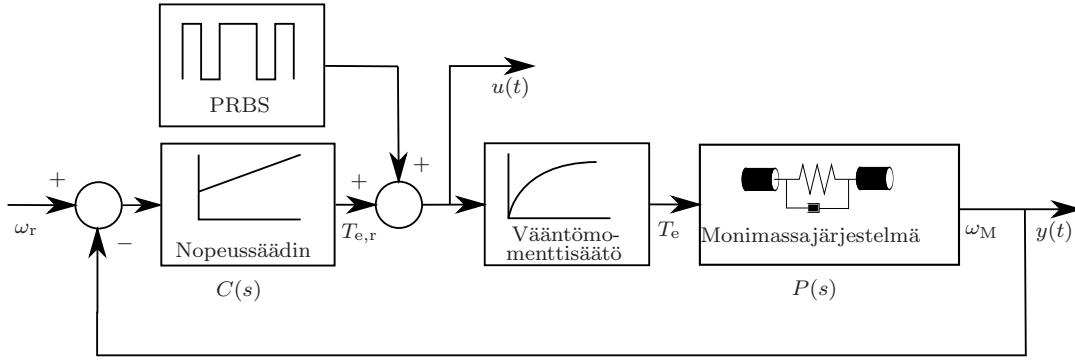 PRBS
u(t)
+
+
+
ω_r
−
Nopeussäädin
C(s)
T_e,r
Vääntömo-
menttisäätö
T_e
Monimassajärjestelmä
P(s)
ω_M
y(t)